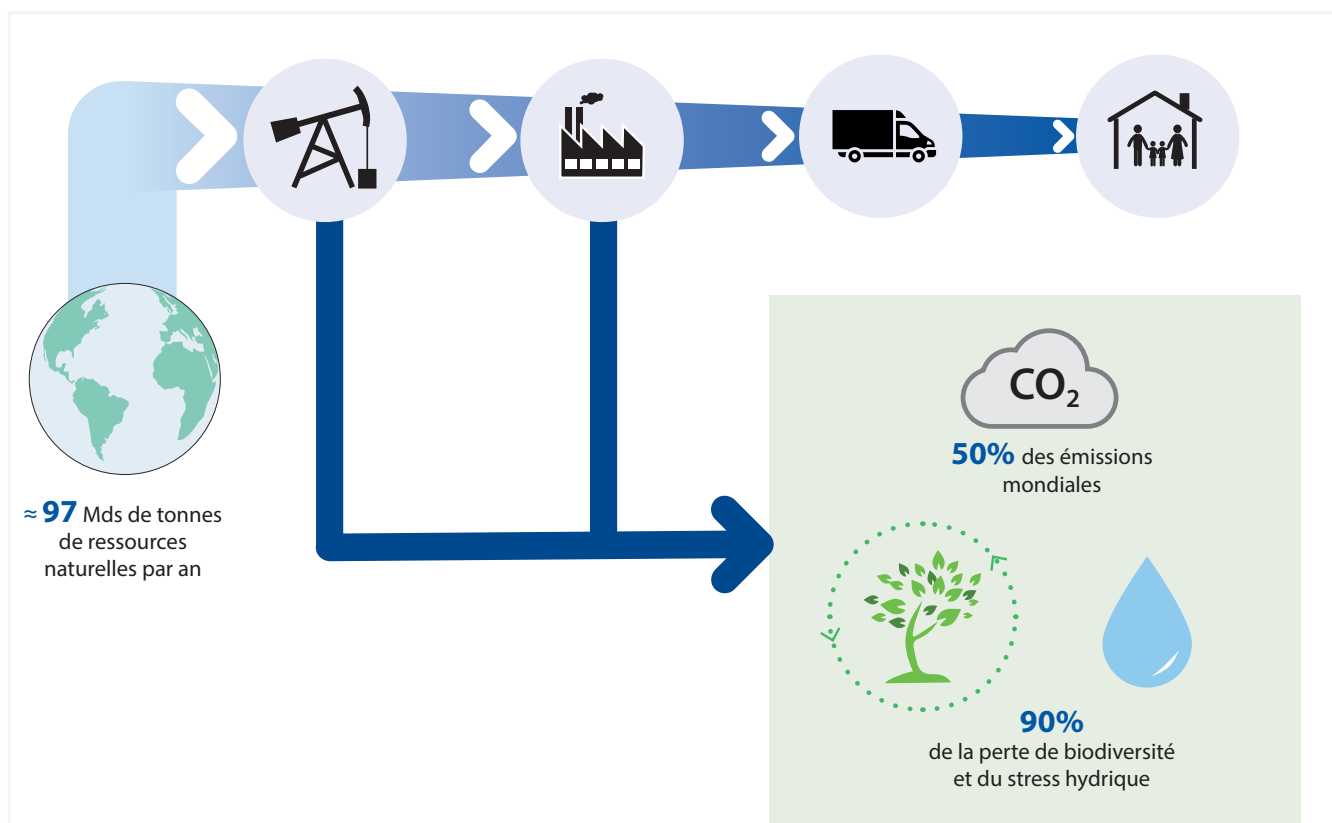 ≈ 97 Mds de tonnes
de ressources
naturelles par an
CO₂
50% des émissions
mondiales
90%
de la perte de biodiversité
et du stress hydrique